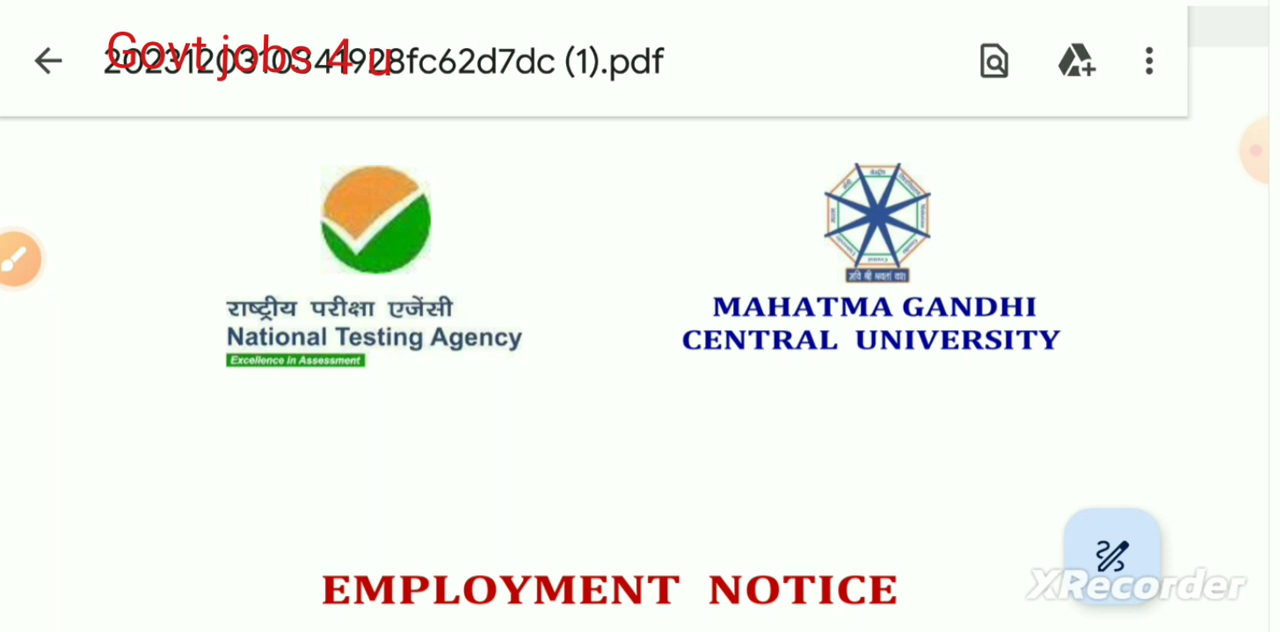 Govt jobs 4 u
2023120310341928fc62d7dc (1).pdf
राष्ट्रीय परीक्षा एजेंसी
National Testing Agency
Excellence in Assessment
MAHATMA GANDHI
CENTRAL UNIVERSITY
EMPLOYMENT NOTICE
XRecorder